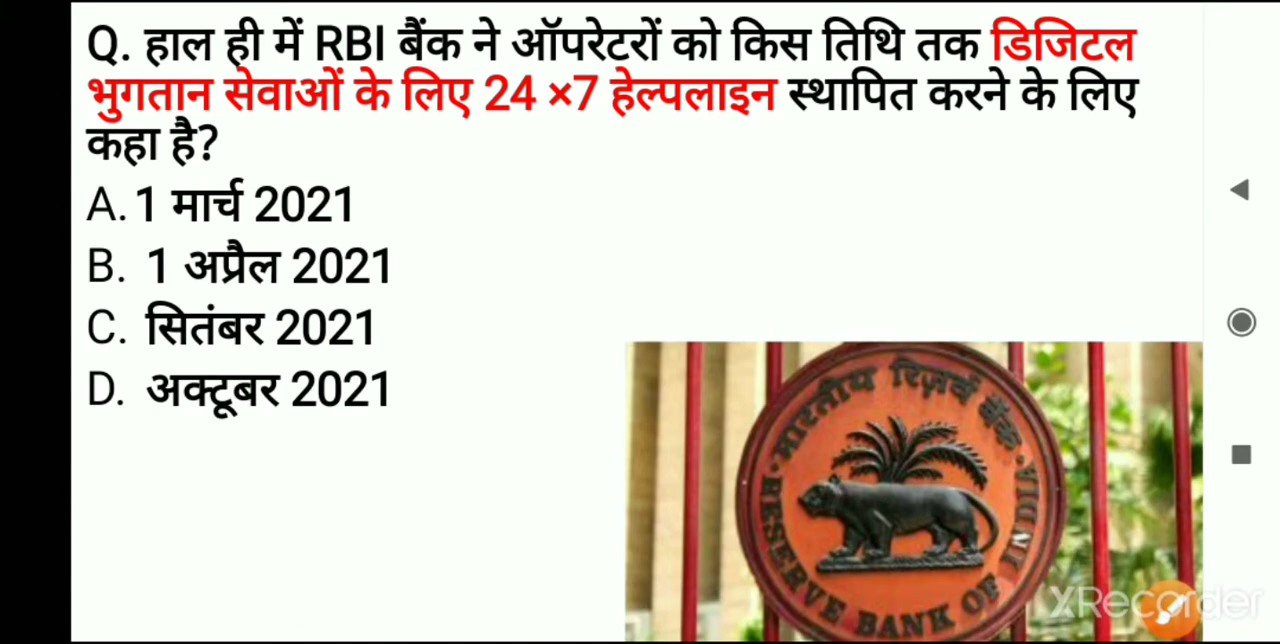 Q. हाल ही में RBI बैंक ने ऑपरेटरों को किस तिथि तक डिजिटल
भुगतान सेवाओं के लिए 24 ×7 हेल्पलाइन स्थापित करने के लिए
कहा है?
A. 1 मार्च 2021
B. 1 अप्रैल 2021
C. सितंबर 2021
D. अक्टूबर 2021
भारतीय रिज़र्व बैंक
RESERVE BANK OF INDIA
XRecorder